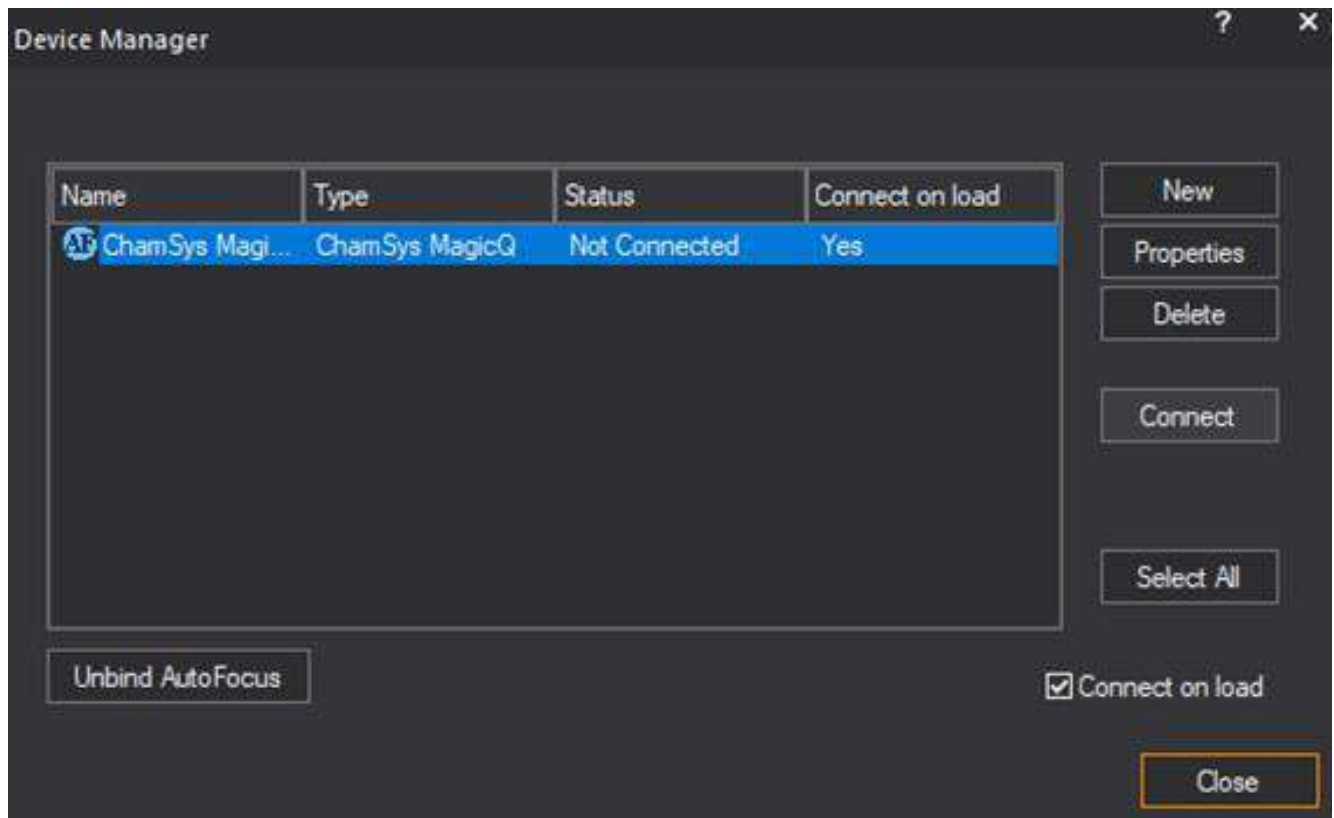 Device Manager
? ×
Name Type Status Connect on load
ChamSys Magi... ChamSys MagicQ Not Connected Yes
New
Properties
Delete
Connect
Select All
Unbind AutoFocus
Connect on load
Close